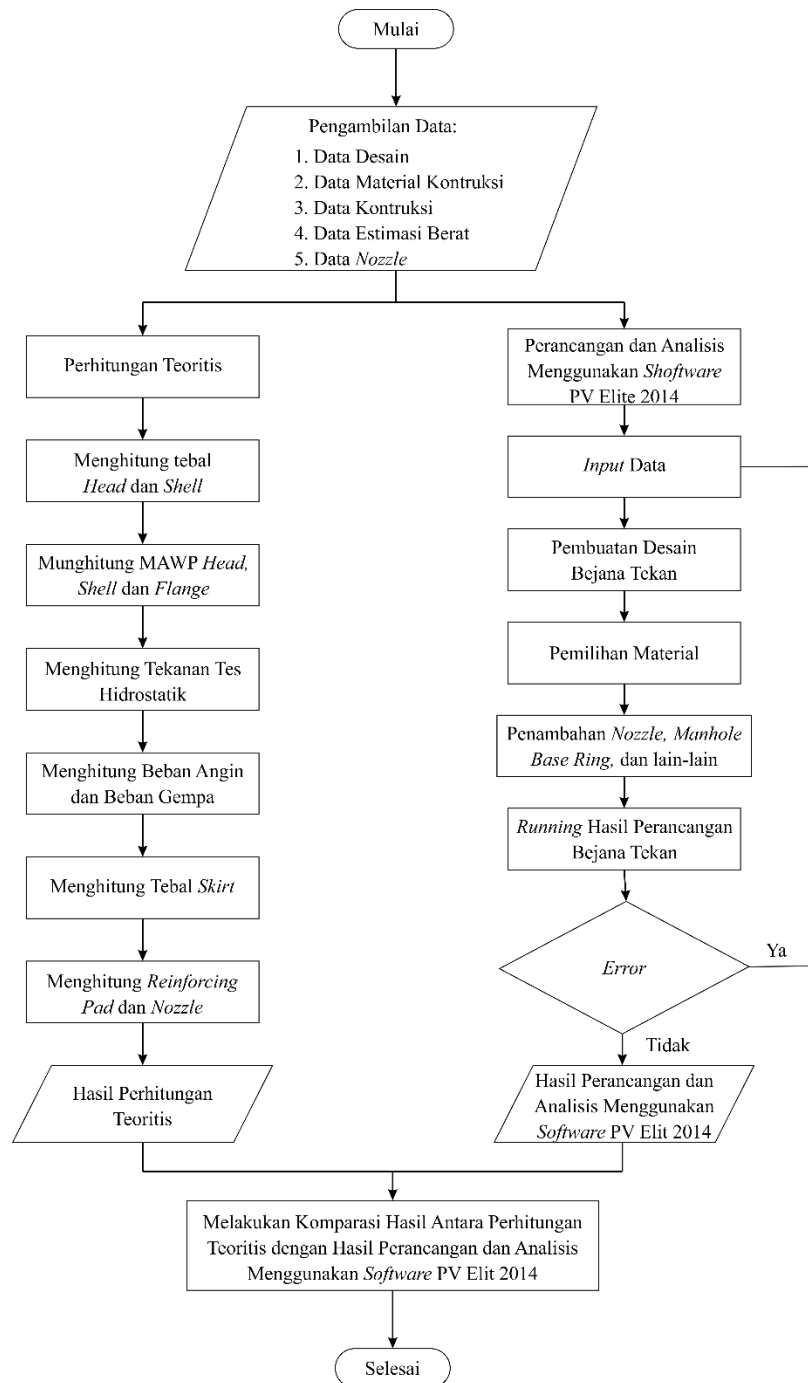 Mulai
Pengambilan Data:
1. Data Desain
2. Data Material Kontruksi
3. Data Kontruksi
4. Data Estimasi Berat
5. Data Nozzle
Perhitungan Teoritis
Menghitung tebal
Head dan Shell
Munghitung MAWP Head,
Shell dan Flange
Menghitung Tekanan Tes
Hidrostatik
Menghitung Beban Angin
dan Beban Gempa
Menghitung Tebal Skirt
Menghitung Reinforcing
Pad dan Nozzle
Hasil Perhitungan
Teoritis
Perancangan dan Analisis
Menggunakan Shoftware
PV Elite 2014
Input Data
Pembuatan Desain
Bejana Tekan
Pemilihan Material
Penambahan Nozzle, Manhole
Base Ring, dan lain-lain
Running Hasil Perancangan
Bejana Tekan
Error
Ya
Tidak
Hasil Perancangan dan
Analisis Menggunakan
Software PV Elit 2014
Melakukan Komparasi Hasil Antara Perhitungan
Teoritis dengan Hasil Perancangan dan Analisis
Menggunakan Software PV Elit 2014
Selesai